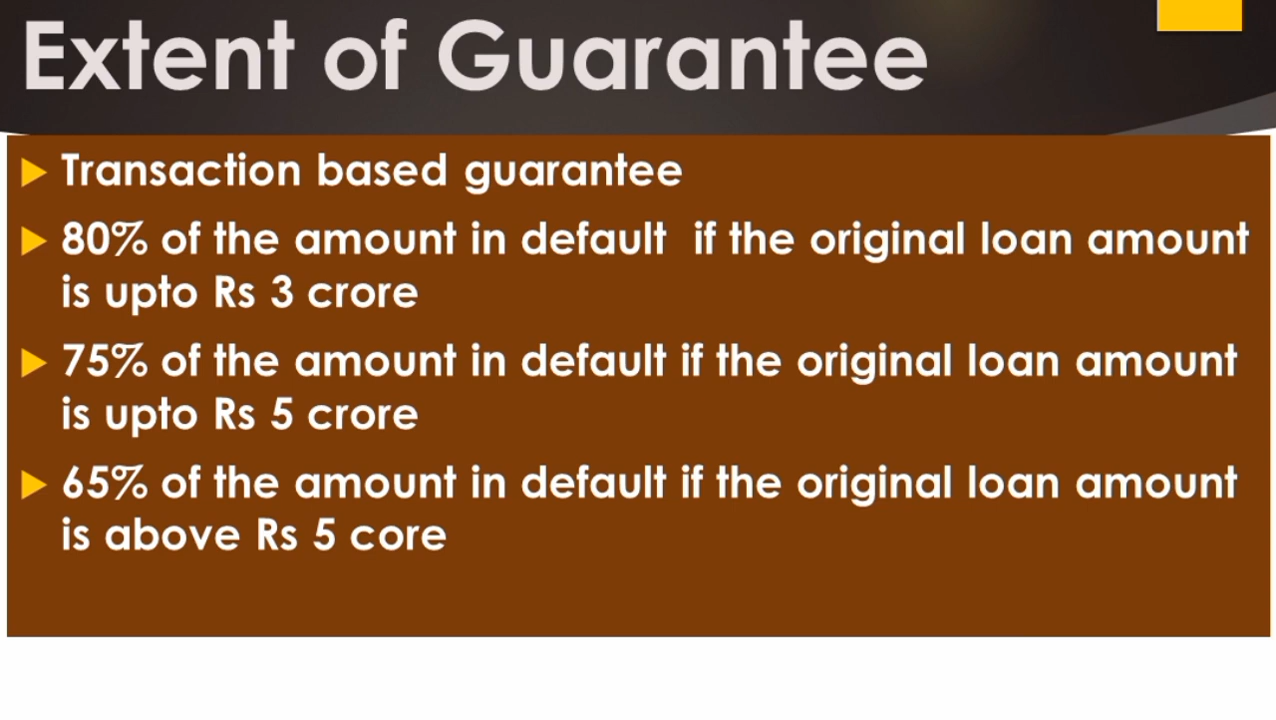 Extent of Guarantee
Transaction based guarantee
80% of the amount in default if the original loan amount
is upto Rs 3 crore
75% of the amount in default if the original loan amount
is upto Rs 5 crore
65% of the amount in default if the original loan amount
is above Rs 5 core